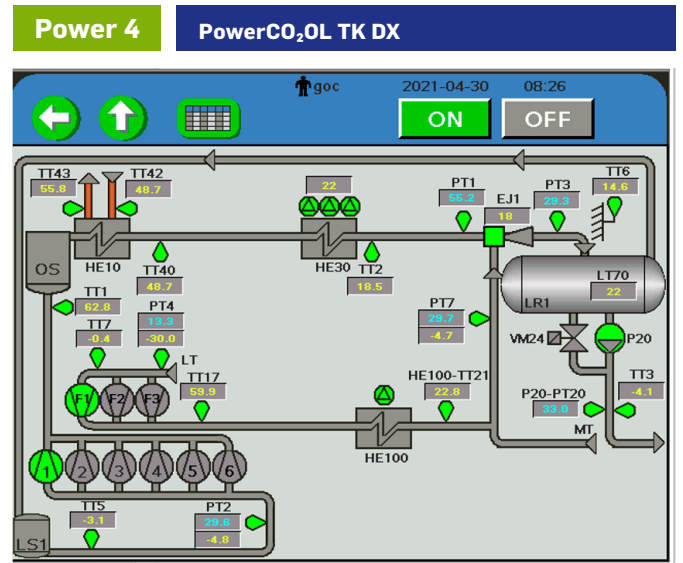 Power 4
PowerCO₂OL TK DX
goc
2021-04-30 08:26
ON OFF
TT43 TT42
55.8 48.7
22
PT1
55.2
EJ1
18
PT3
29.3
TT6
14.6
OS
HE10
HE30
TT40
48.7
TT2
18.5
LR1
LT70
22
TT1
62.8
PT4
13.3
-30.0
TT7
-0.4
PT7
29.7
-4.7
VM24
P20
LT
TT17
59.9
HE100-TT21
22.8
P20-PT20
33.0
TT3
-4.1
F1 F2 F3
MT
HE100
1 2 3 4 5 6
TT5
-3.1
PT2
29.6
-4.8
LS1